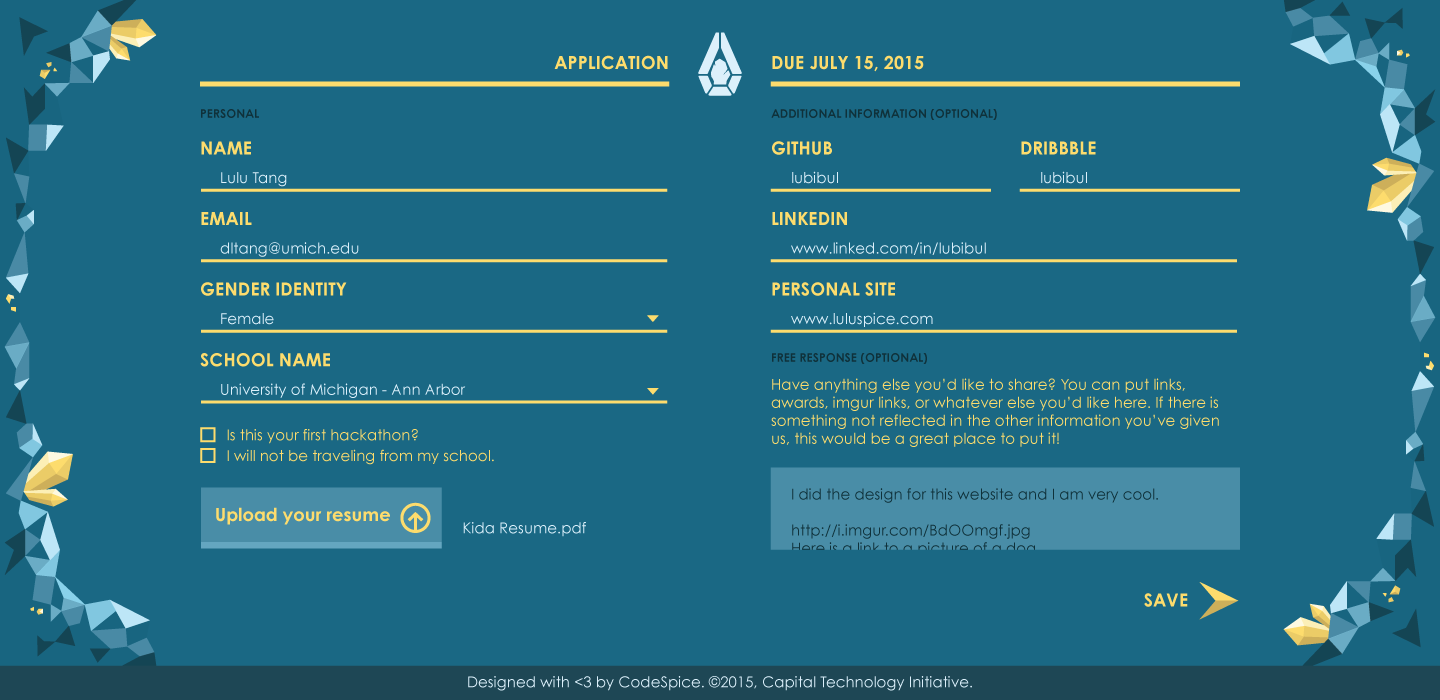 APPLICATION
DUE JULY 15, 2015
PERSONAL
NAME
Lulu Tang
EMAIL
dltang@umich.edu
GENDER IDENTITY
Female
SCHOOL NAME
University of Michigan - Ann Arbor
Is this your first hackathon?
I will not be traveling from my school.
Upload your resume
Kida Resume.pdf
ADDITIONAL INFORMATION (OPTIONAL)
GITHUB
lubibul
DRIBBBLE
lubibul
LINKEDIN
www.linked.com/in/lubibul
PERSONAL SITE
www.luluspice.com
FREE RESPONSE (OPTIONAL)
Have anything else you'd like to share? You can put links,
awards, imgur links, or whatever else you'd like here. If there is
something not reflected in the other information you've given
us, this would be a great place to put it!
I did the design for this website and I am very cool.
http://i.imgur.com/BdOOmgf.jpg
Here is a link to a picture of a dog
SAVE
Designed with <3 by CodeSpice. ©2015, Capital Technology Initiative.